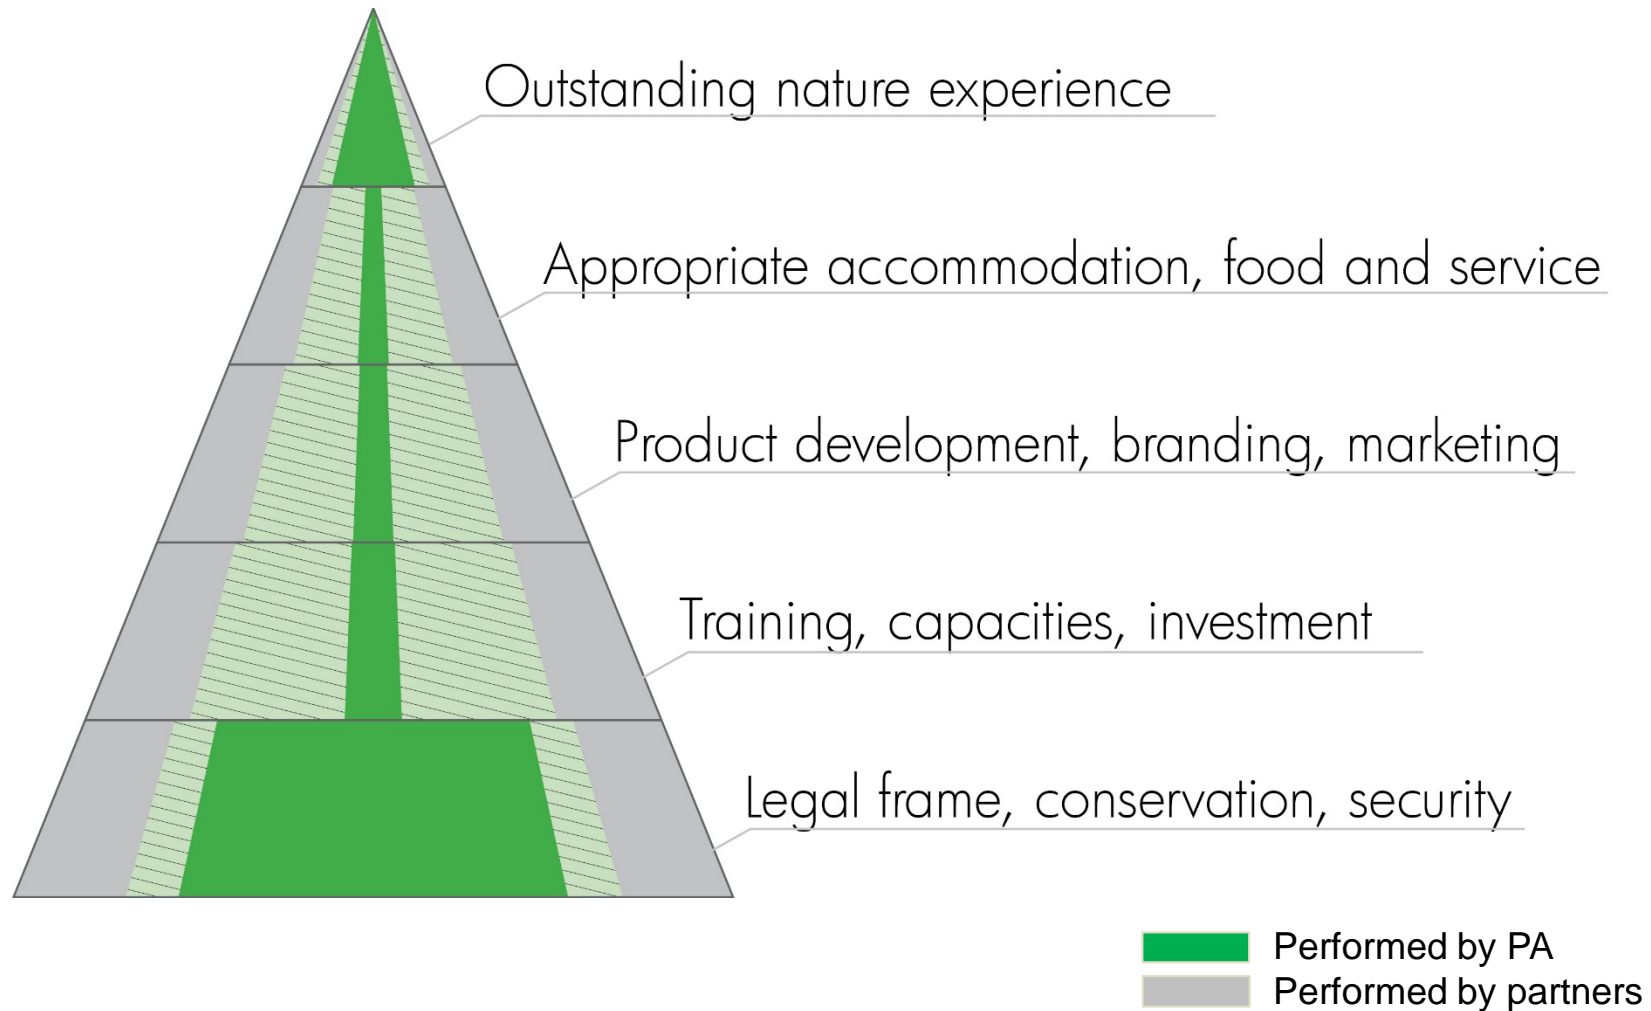 Outstanding nature experience
Appropriate accommodation, food and service
Product development, branding, marketing
Training, capacities, investment
Legal frame, conservation, security
Performed by PA
Performed by partners